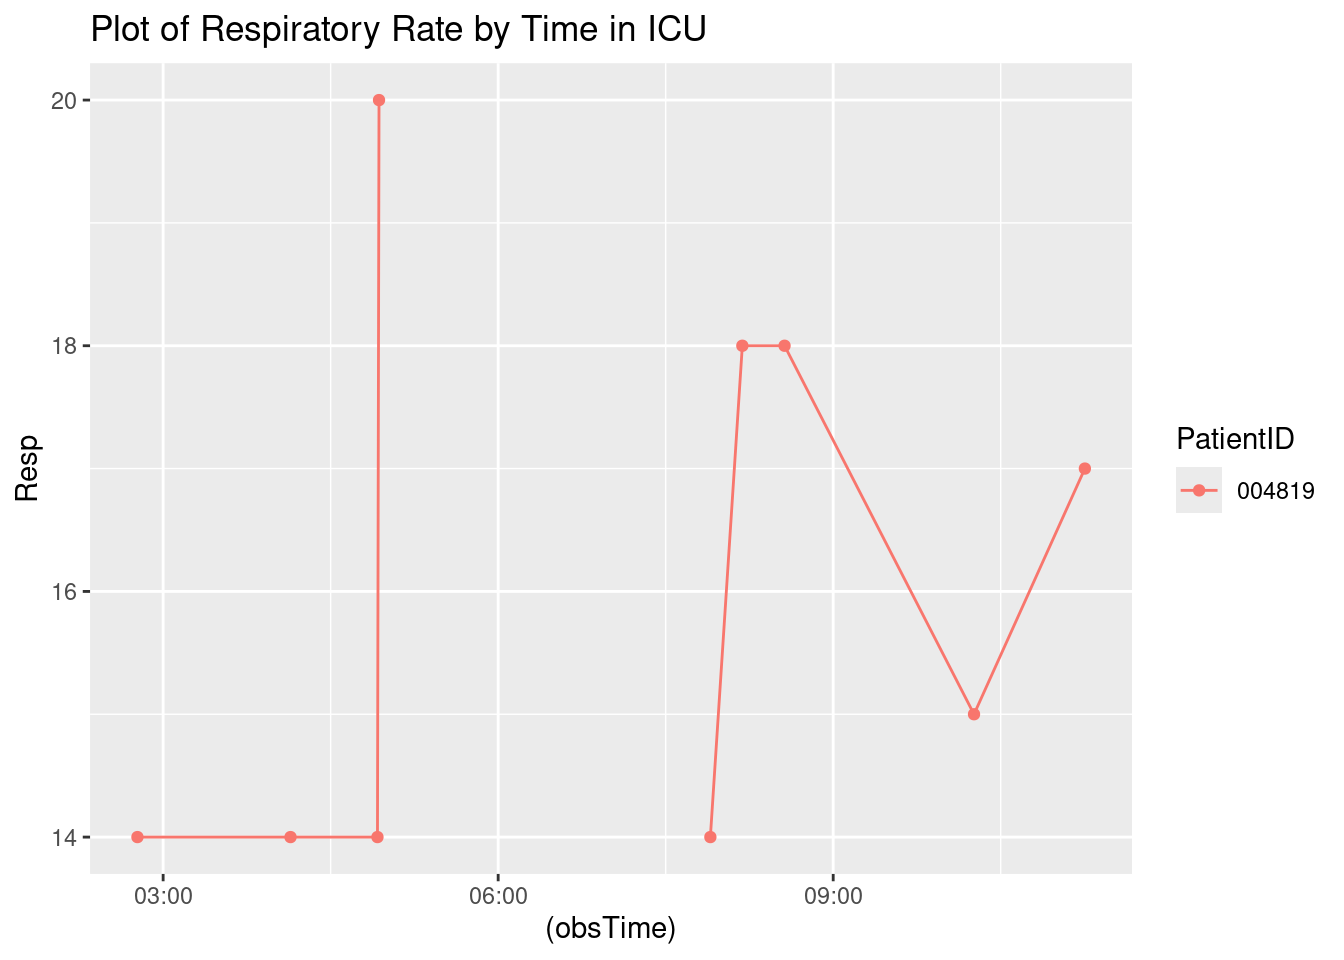 Plot of Respiratory Rate by Time in ICU
20
18
16
14
Resp
03:00 06:00 09:00
(obsTime)
PatientID
004819